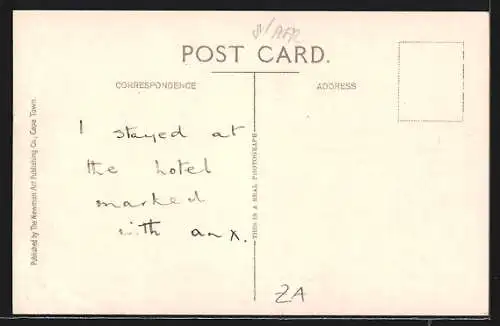 POST CARD.
CORRESPONDENCE
ADDRESS
I stayed at
the hotel
marked
with an x.
THIS IS A REAL PHOTOGRAPH
Published by The Newman Art Publishing Co., Cape Town.
ZA